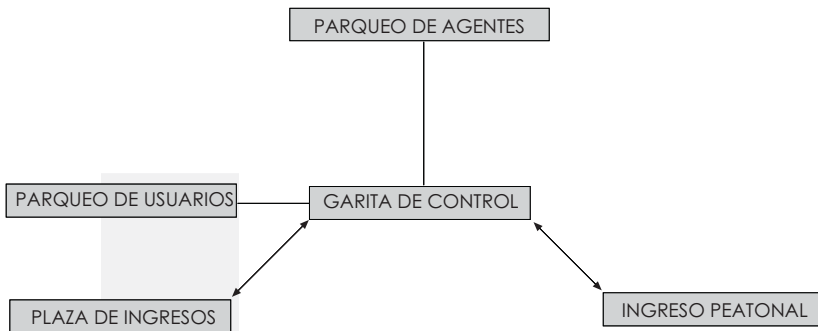 PARQUEO DE AGENTES
PARQUEO DE USUARIOS
GARITA DE CONTROL
PLAZA DE INGRESOS
INGRESO PEATONAL